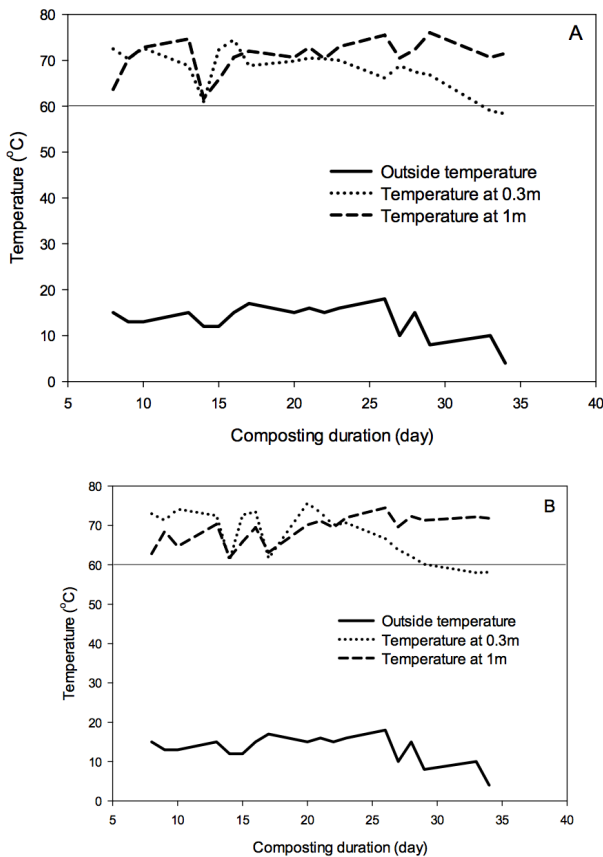 A
80
70
60
50
40
30
20
10
0
Temperature (°C)
Outside temperature
Temperature at 0.3m
Temperature at 1m
5 10 15 20 25 30 35 40
Composting duration (day)
B
80
70
60
50
40
30
20
10
0
Temperature (°C)
Outside temperature
Temperature at 0.3m
Temperature at 1m
5 10 15 20 25 30 35 40
Composting duration (day)